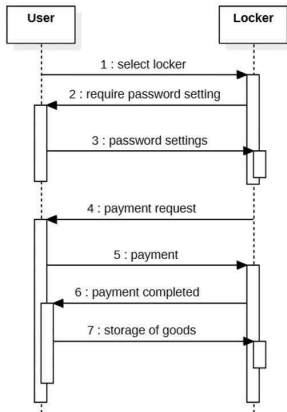 User
Locker
1 : select locker
2 : require password setting
3 : password settings
4 : payment request
5 : payment
6 : payment completed
7 : storage of goods